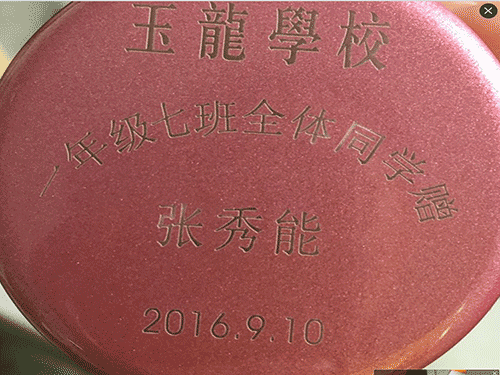 玉龍學校
一年级七班全体同学赠
张秀能
2016.9.10